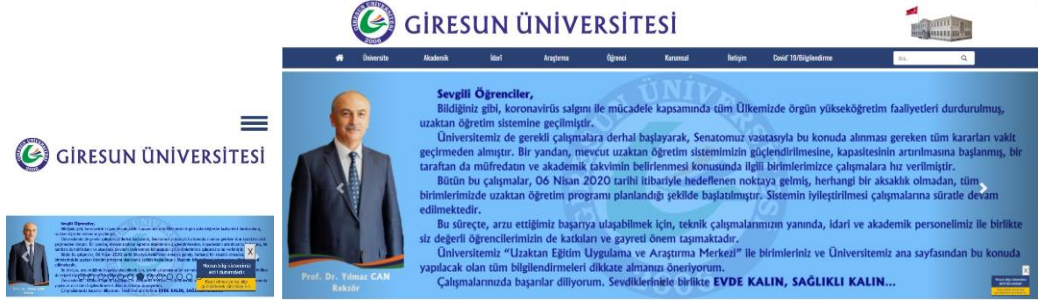 GİRESUN ÜNİVERSİTESİ
GİRESUN ÜNİVERSİTESİ
Üniversite Akademik İdari Araştırma Öğrenci Kurumsal İletişim Covid'19/Bilgilendirme Ara..
Sevgili Öğrenciler,
Bildiğiniz gibi, koronavirüs salgını ile mücadele kapsamında tüm Ülkemizde örgün yükseköğretim faaliyetleri durdurulmuş,
uzaktan öğretim sistemine geçilmiştir.
Üniversitemiz de gerekli çalışmalara derhal başlayarak, Senatomuz vasıtasıyla bu konuda alınması gereken tüm kararları vakit
geçirmeden almıştır. Bir yandan, mevcut uzaktan öğretim sistemimizin güçlendirilmesine, kapasitesinin artırılmasına başlanmış, bir
taraftan da müfredatın ve akademik takvimin belirlenmesi konusunda ilgili birimlerimizce çalışmalara hız verilmiştir.
Bütün bu çalışmalar, 06 Nisan 2020 tarihi itibariyle hedeflenen noktaya gelmiş, herhangi bir aksaklık olmadan, tüm
birimlerimizde uzaktan öğretim programı planlandığı şekilde başlatılmıştır. Sistemin iyileştirilmesi çalışmalarına süratle devam
edilmektedir.
Bu süreçte, arzu ettiğimiz başarıya ulaşabilmek için, teknik çalışmalarımızın yanında, idari ve akademik personelimiz ile birlikte
siz değerli öğrencilerimizin de katkıları ve gayreti önem taşımaktadır.
Üniversitemiz “Uzaktan Eğitim Uygulama ve Araştırma Merkezi” ile birimleriniz ve Üniversitemiz ana sayfasından bu konuda
yapılacak olan tüm bilgilendirmeleri dikkate almanızı öneriyorum.
Çalışmalarınızda başarılar diliyorum. Sevdiklerinizle birlikte EVDE KALIN, SAĞLIKLI KALIN...
Prof. Dr. Yılmaz CAN
Rektör